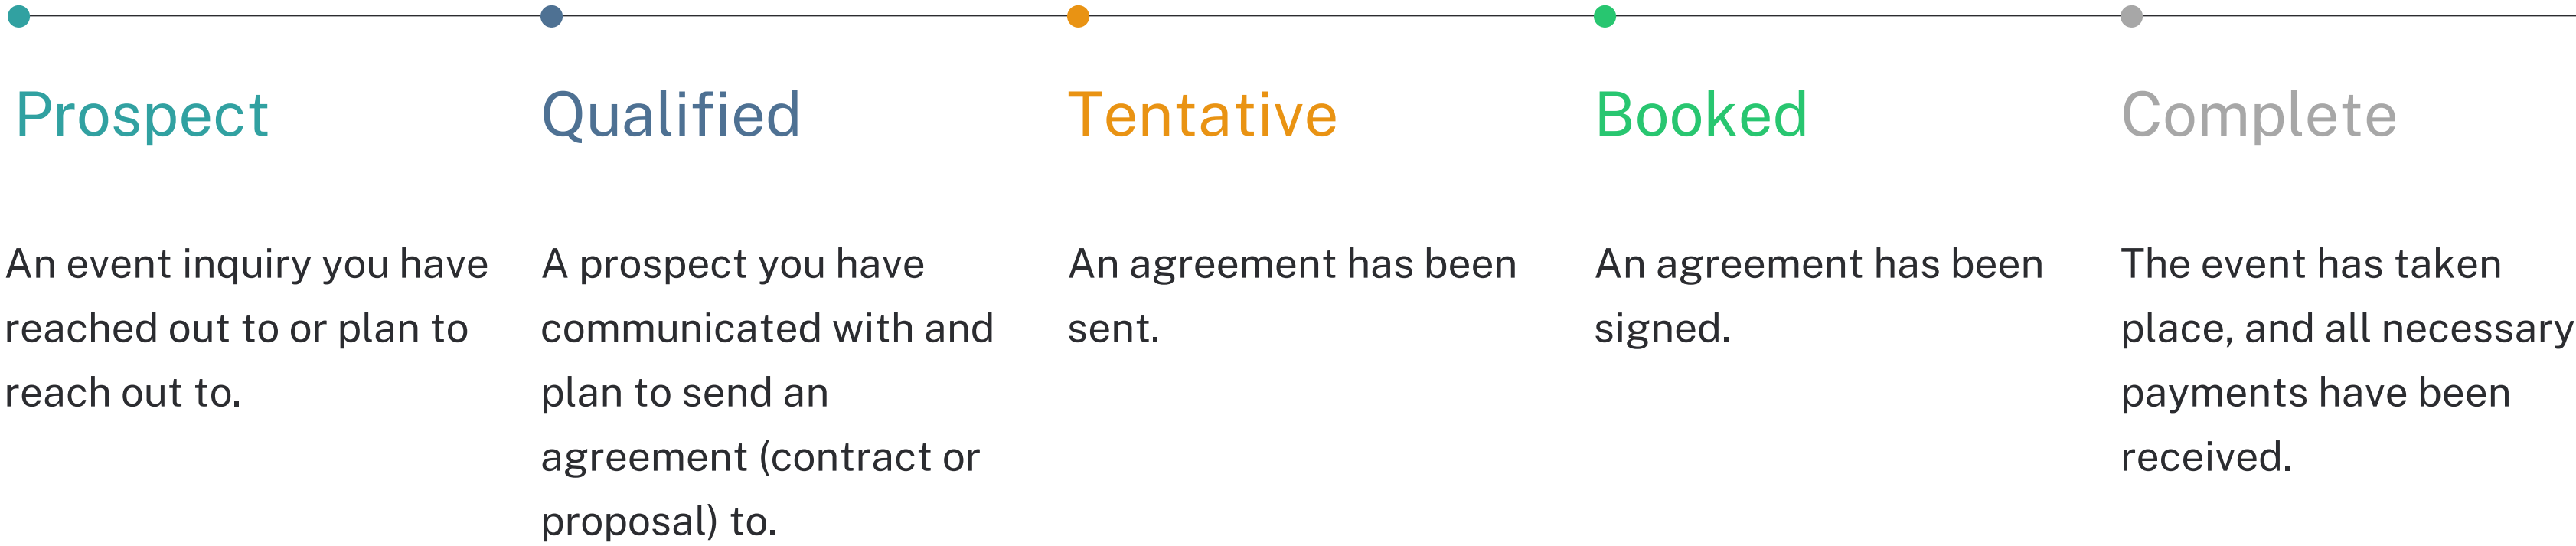 Prospect
An event inquiry you have
reached out to or plan to
reach out to.
Qualified
A prospect you have
communicated with and
plan to send an
agreement (contract or
proposal) to.
Tentative
An agreement has been
sent.
Booked
An agreement has been
signed.
Complete
The event has taken
place, and all necessary
payments have been
received.